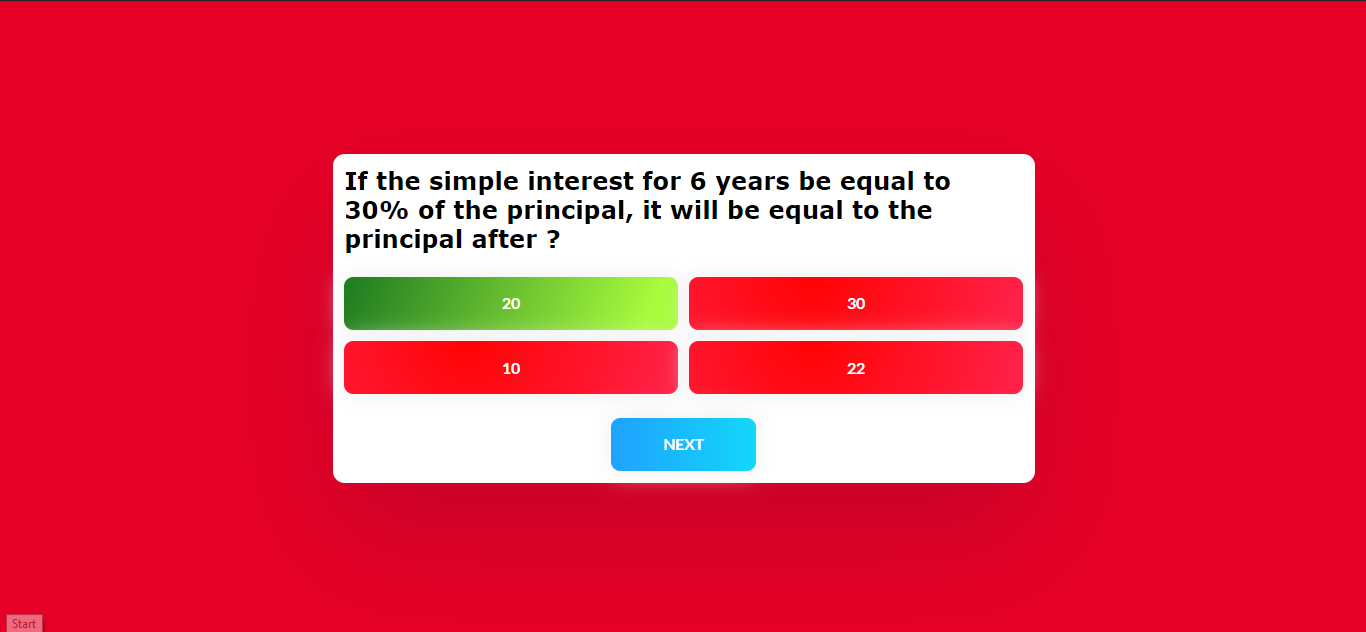 If the simple interest for 6 years be equal to
30% of the principal, it will be equal to the
principal after ?
20
30
10
22
NEXT
Start